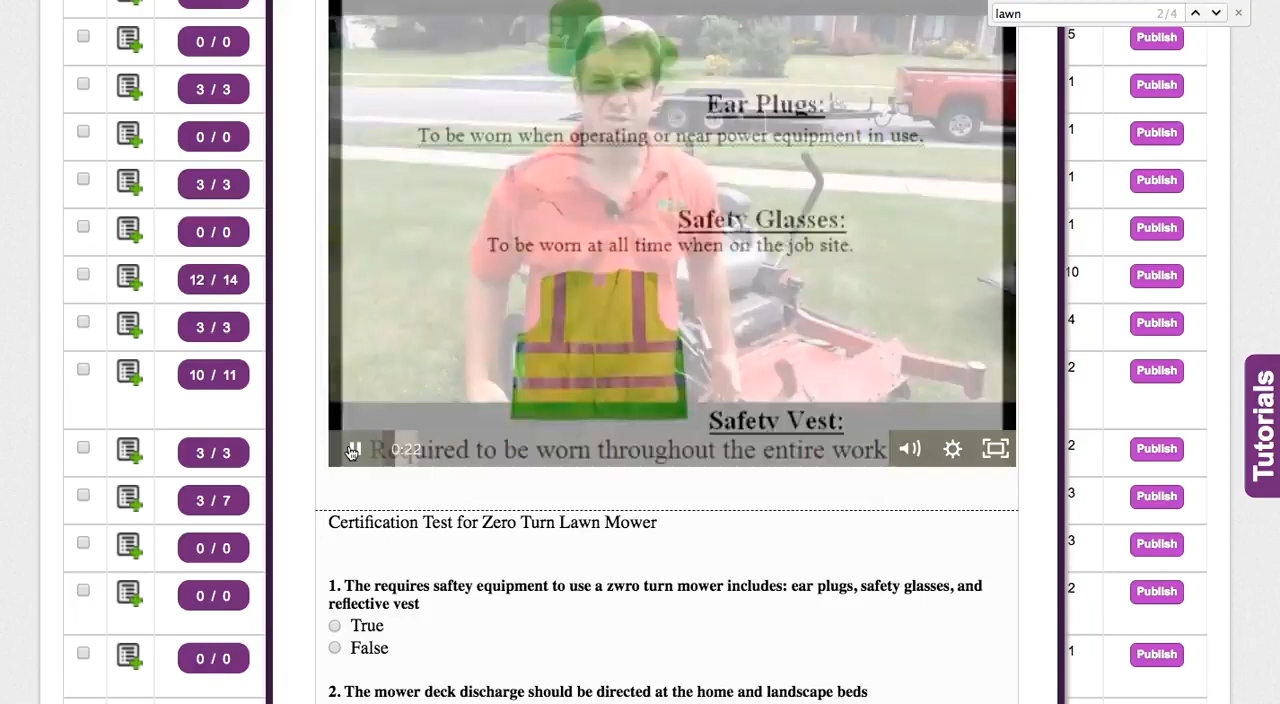 lawn 2/4
0 / 0
3 / 3
0 / 0
3 / 3
0 / 0
12 / 14
3 / 3
10 / 11
3 / 3
3 / 7
0 / 0
0 / 0
0 / 0
Ear Plugs:
To be worn when operating or near power equipment in use.
Safety Glasses:
To be worn at all time when on the job site.
Safety Vest:
Required to be worn throughout the entire work
0:22
Certification Test for Zero Turn Lawn Mower
1. The requires saftey equipment to use a zwro turn mower includes: ear plugs, safety glasses, and
reflective vest
True
False
2. The mower deck discharge should be directed at the home and landscape beds
5 Publish
1 Publish
1 Publish
1 Publish
1 Publish
10 Publish
4 Publish
2 Publish
2 Publish
3 Publish
3 Publish
2 Publish
1 Publish
Tutorials